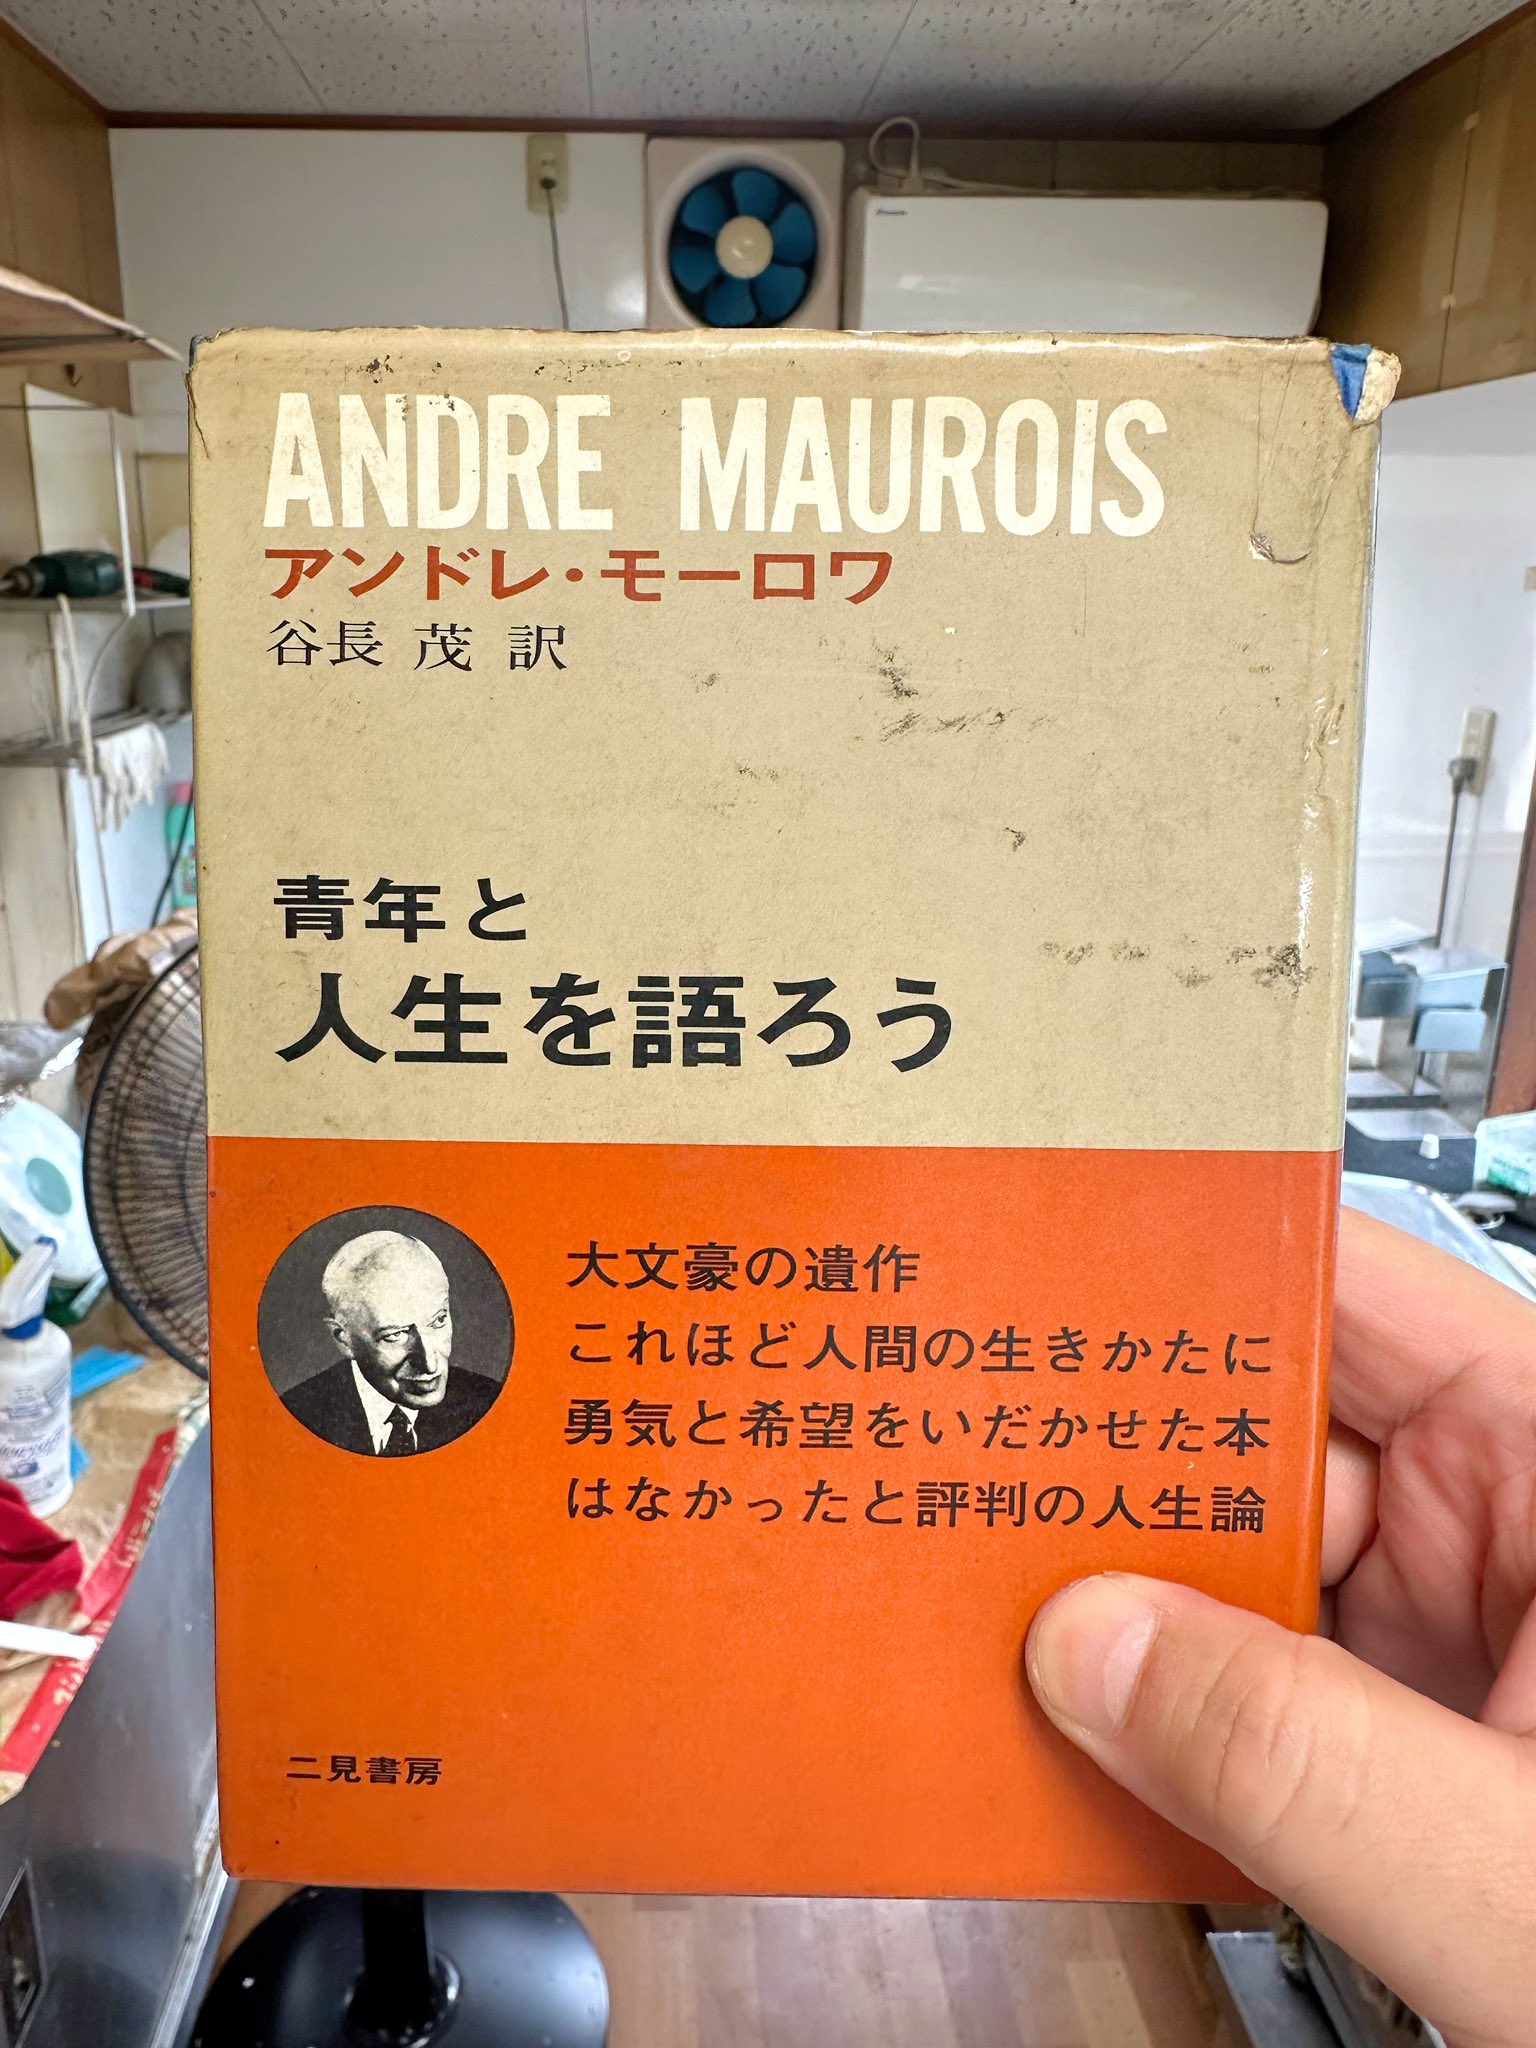 ANDRE MAUROIS
アンドレ・モーロワ
谷長 茂 訳
青年と
人生を語ろう
大文豪の遺作
これほど人間の生きかたに
勇気と希望をいだかせた本
はなかったと評判の人生論
二見書房